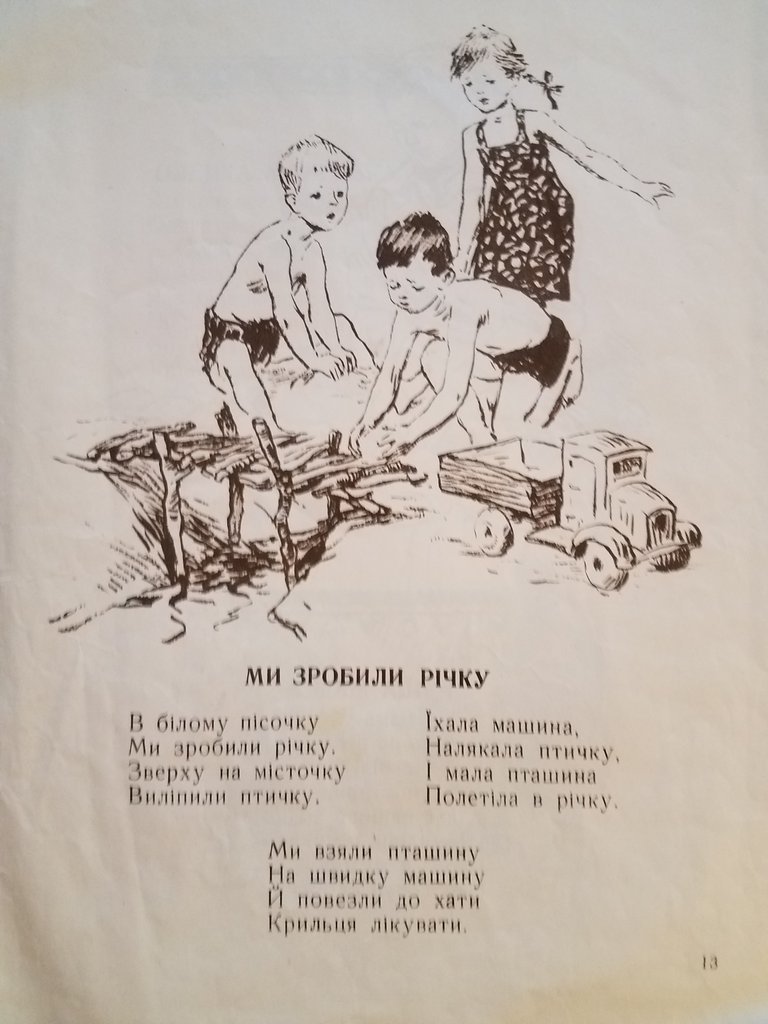 МИ ЗРОБИЛИ РІЧКУ
В білому пісочку
Ми зробили річку.
Зверху на місточку
Виліпили птичку.
Їхала машина,
Налякала птичку,
І мала пташина
Полетіла в річку.
Ми взяли пташину
На швидку машину
Й повезли до хати
Крильця лікувати.
13